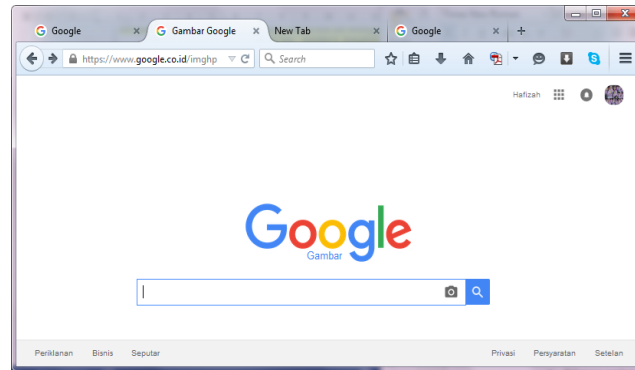 Google Gambar Google New Tab Google
https://www.google.co.id/imghp Search
Hafizah
Google
Gambar
Periklanan Bisnis Seputar Privasi Persyaratan Setelan